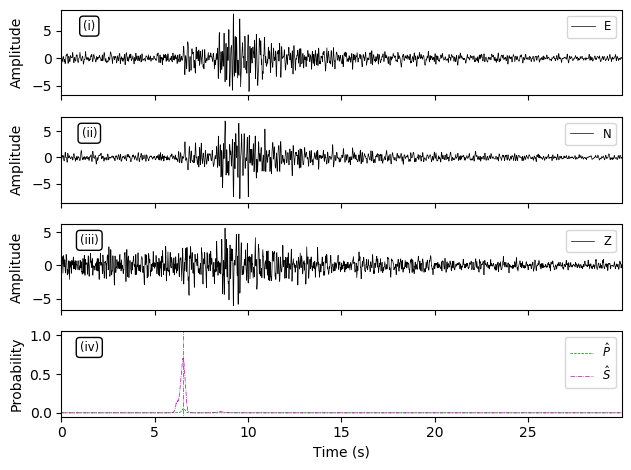 (i)
E
Amplitude
5
0
−5
(ii)
N
Amplitude
5
0
−5
(iii)
Z
Amplitude
5
0
−5
(iv)
P̂
Ŝ
Probability
1.0
0.5
0.0
0 5 10 15 20 25
Time (s)